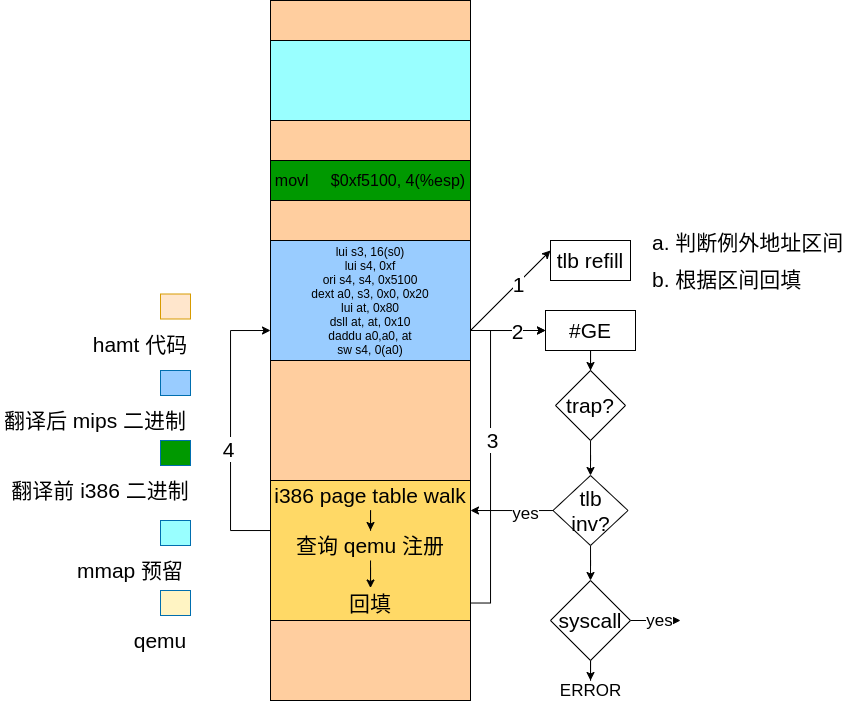 movl $0xf5100, 4(%esp)
lui s3, 16(s0)
lui s4, 0xf
ori s4, s4, 0x5100
dext a0, s3, 0x0, 0x20
lui at, 0x80
dsll at, at, 0x10
daddu a0,a0, at
sw s4, 0(a0)
1
tlb refill
a. 判断例外地址区间
b. 根据区间回填
2
#GE
trap?
tlb
inv?
yes
syscall
yes
ERROR
3
4
i386 page table walk
查询 qemu 注册
回填
hamt 代码
翻译后 mips 二进制
翻译前 i386 二进制
mmap 预留
qemu